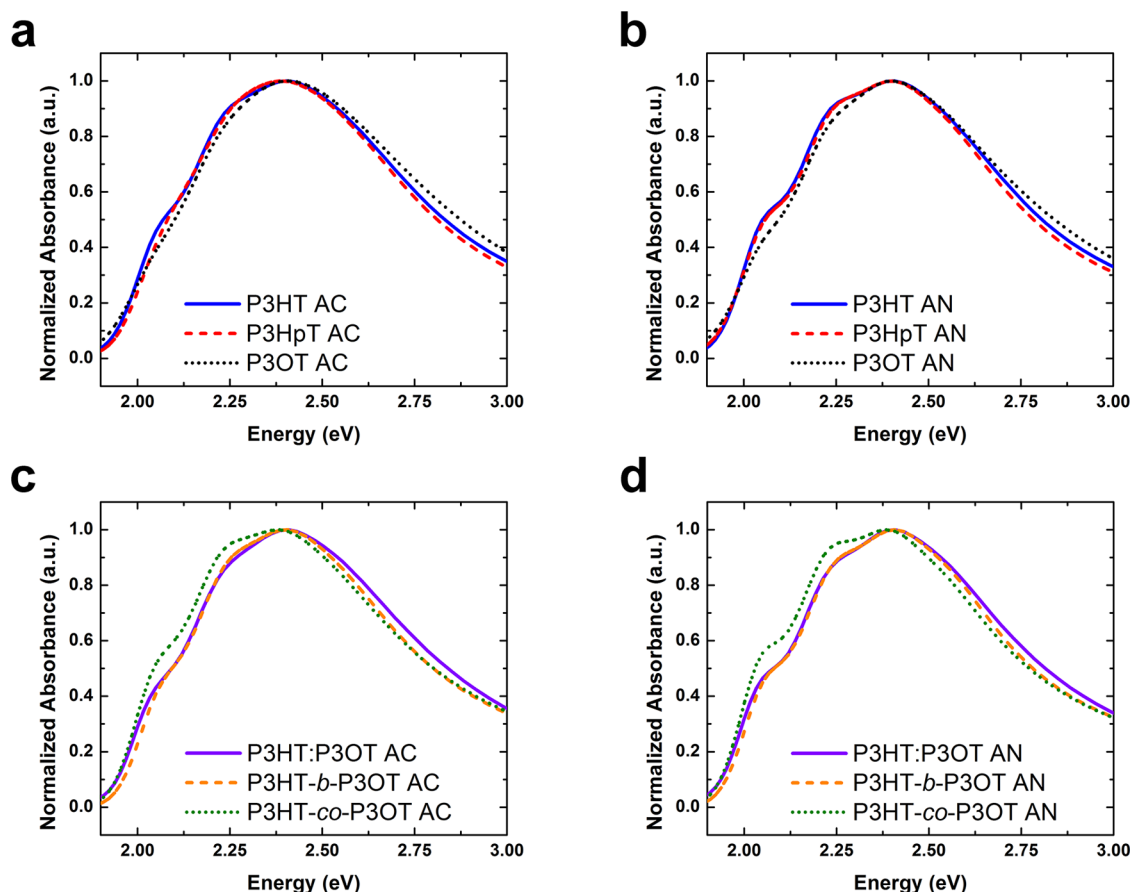 a
Normalized Absorbance (a.u.)
1.0
0.8
0.6
0.4
0.2
0.0
P3HT AC
P3HpT AC
P3OT AC
2.00 2.25 2.50 2.75 3.00
Energy (eV)
b
Normalized Absorbance (a.u.)
1.0
0.8
0.6
0.4
0.2
0.0
P3HT AN
P3HpT AN
P3OT AN
2.00 2.25 2.50 2.75 3.00
Energy (eV)
c
Normalized Absorbance (a.u.)
1.0
0.8
0.6
0.4
0.2
0.0
P3HT:P3OT AC
P3HT-b-P3OT AC
P3HT-co-P3OT AC
2.00 2.25 2.50 2.75 3.00
Energy (eV)
d
Normalized Absorbance (a.u.)
1.0
0.8
0.6
0.4
0.2
0.0
P3HT:P3OT AN
P3HT-b-P3OT AN
P3HT-co-P3OT AN
2.00 2.25 2.50 2.75 3.00
Energy (eV)